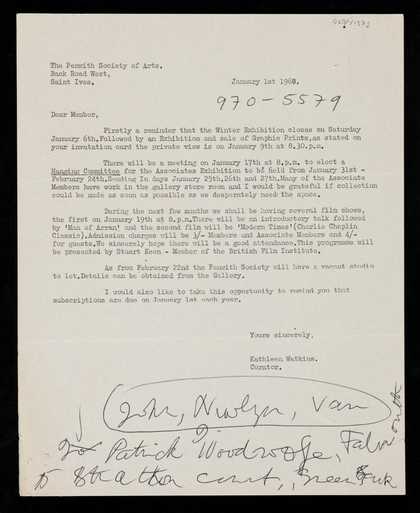 The Penwith Society of Arts.
Back Road West,
Saint Ives.
January 1st 1968.
970-5579
Dear Member,
Firstly a reminder that the Winter Exhibition closes on Saturday
January 6th.Followed by an Exhibition and sale of Graphic Prints,as stated on
your invitation card the private view is on January 9th at 8.30.p.m.
There will be a meeting on January 17th at 8.p.m. to elect a
Hanging Committee for the Associates Exhibition to be held from January 31st -
February 24th.Sending In days January 25th,26th and 27th.Many of the Associate
Members have work in the gallery store room and I would be grateful if collection
could be made as soon as possible as we desperately need the space.
During the next few months we shall be having several film shows,
the first on January 19th at 8.p.m.There will be an introductory talk followed
by 'Man of Arran' and the second film will be 'Modern Times'(Charlie Chaplin
Classic).Admission charges will be 3/- Members and Associate Members and 4/-
for guests.We sincerely hope there will be a good attendance.This programme will
be presented by Stuart Keen - Member of the British Film Institute.
As from February 22nd the Penwith Society will have a vacant studio
to let.Details can be obtained from the Gallery.
I would also like to take this opportunity to remind you that
subscriptions are due on January 1st each year.
Yours sincerely,
Kathleen Watkins.
Curator.
John, Newlyn, Van
Patrick Woodroffe, Falmouth
to Stratton court,